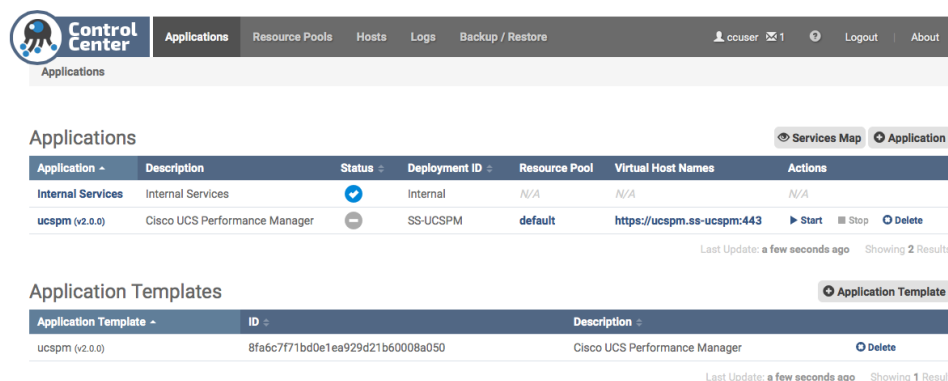 Control Center Applications Resource Pools Hosts Logs Backup / Restore ccuser 1 Logout About
Applications
Applications Services Map Application
Application Description Status Deployment ID Resource Pool Virtual Host Names Actions
Internal Services Internal Services Internal N/A N/A N/A
ucspm (v2.0.0) Cisco UCS Performance Manager SS-UCSPM default https://ucspm.ss-ucspm:443 Start Stop Delete
Last Update: a few seconds ago Showing 2 Results
Application Templates Application Template
Application Template ID Description
ucspm (v2.0.0) 8fa6c7f71bd0e1ea929d21b60008a050 Cisco UCS Performance Manager Delete
Last Update: a few seconds ago Showing 1 Result